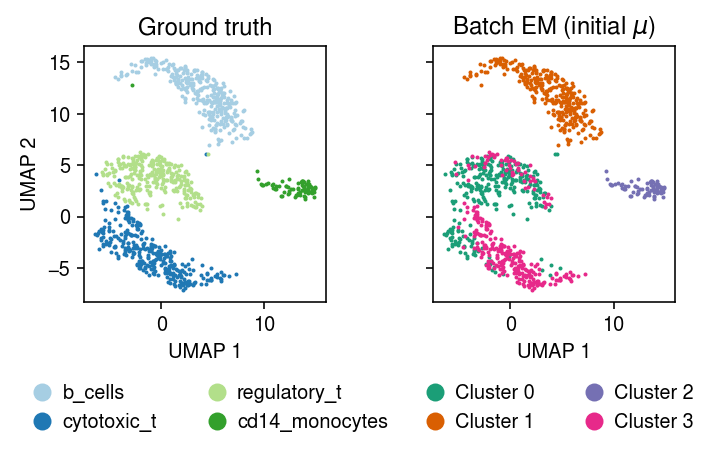 Ground truth
Batch EM (initial μ)
15
10
5
0
−5
UMAP 2
0
10
UMAP 1
0
10
UMAP 1
b_cells
cytotoxic_t
regulatory_t
cd14_monocytes
Cluster 0
Cluster 1
Cluster 2
Cluster 3